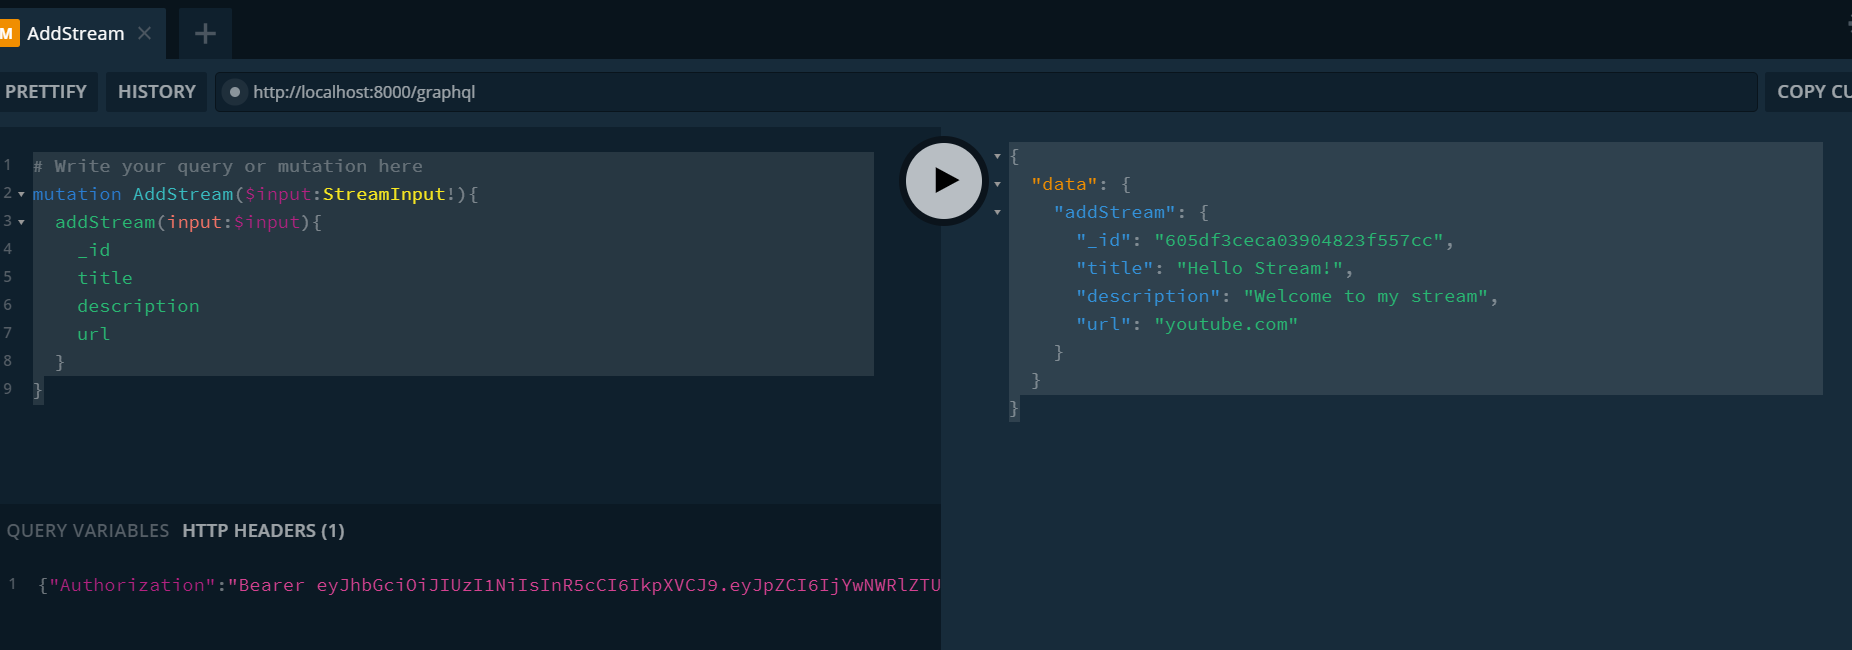 M AddStream
PRETTIFY HISTORY http://localhost:8000/graphql COPY CU
1 # Write your query or mutation here
2 mutation AddStream($input:StreamInput!){
3 addStream(input:$input){
4 _id
5 title
6 description
7 url
8 }
9 }
{
"data": {
"addStream": {
"_id": "605df3ceca03904823f557cc",
"title": "Hello Stream!",
"description": "Welcome to my stream",
"url": "youtube.com"
}
}
}
QUERY VARIABLES HTTP HEADERS (1)
1 {"Authorization":"Bearer eyJhbGciOiJIUzI1NiIsInR5cCI6IkpXVCJ9.eyJpZCI6IjYwNWRlZTU